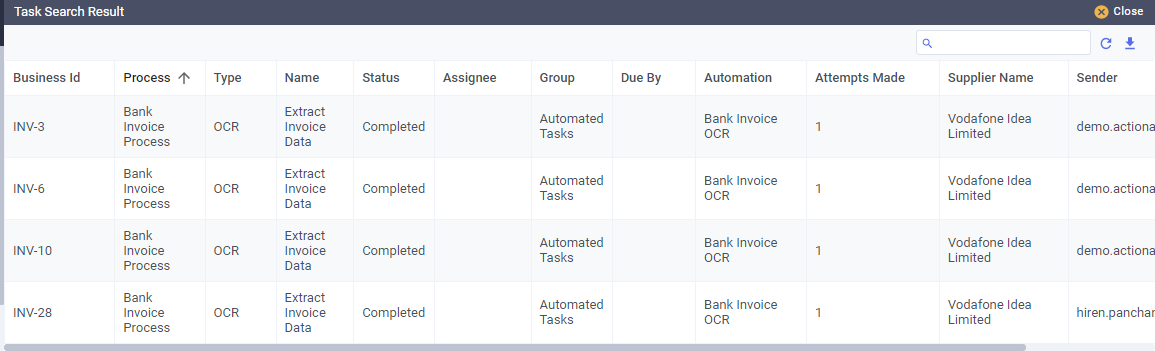 Task Search Result
Close
Business Id Process Type Name Status Assignee Group Due By Automation Attempts Made Supplier Name Sender
INV-3 Bank Invoice Process OCR Extract Invoice Data Completed Automated Tasks Bank Invoice OCR 1 Vodafone Idea Limited demo.actiona
INV-6 Bank Invoice Process OCR Extract Invoice Data Completed Automated Tasks Bank Invoice OCR 1 Vodafone Idea Limited demo.actiona
INV-10 Bank Invoice Process OCR Extract Invoice Data Completed Automated Tasks Bank Invoice OCR 1 Vodafone Idea Limited demo.actiona
INV-28 Bank Invoice Process OCR Extract Invoice Data Completed Automated Tasks Bank Invoice OCR 1 Vodafone Idea Limited hiren.panchar